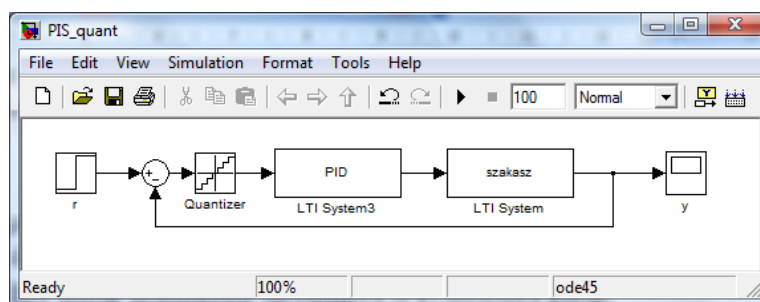 PIS_quant
File Edit View Simulation Format Tools Help
100 Normal
r
Quantizer
PID
LTI System3
szakasz
LTI System
y
Ready 100% ode45